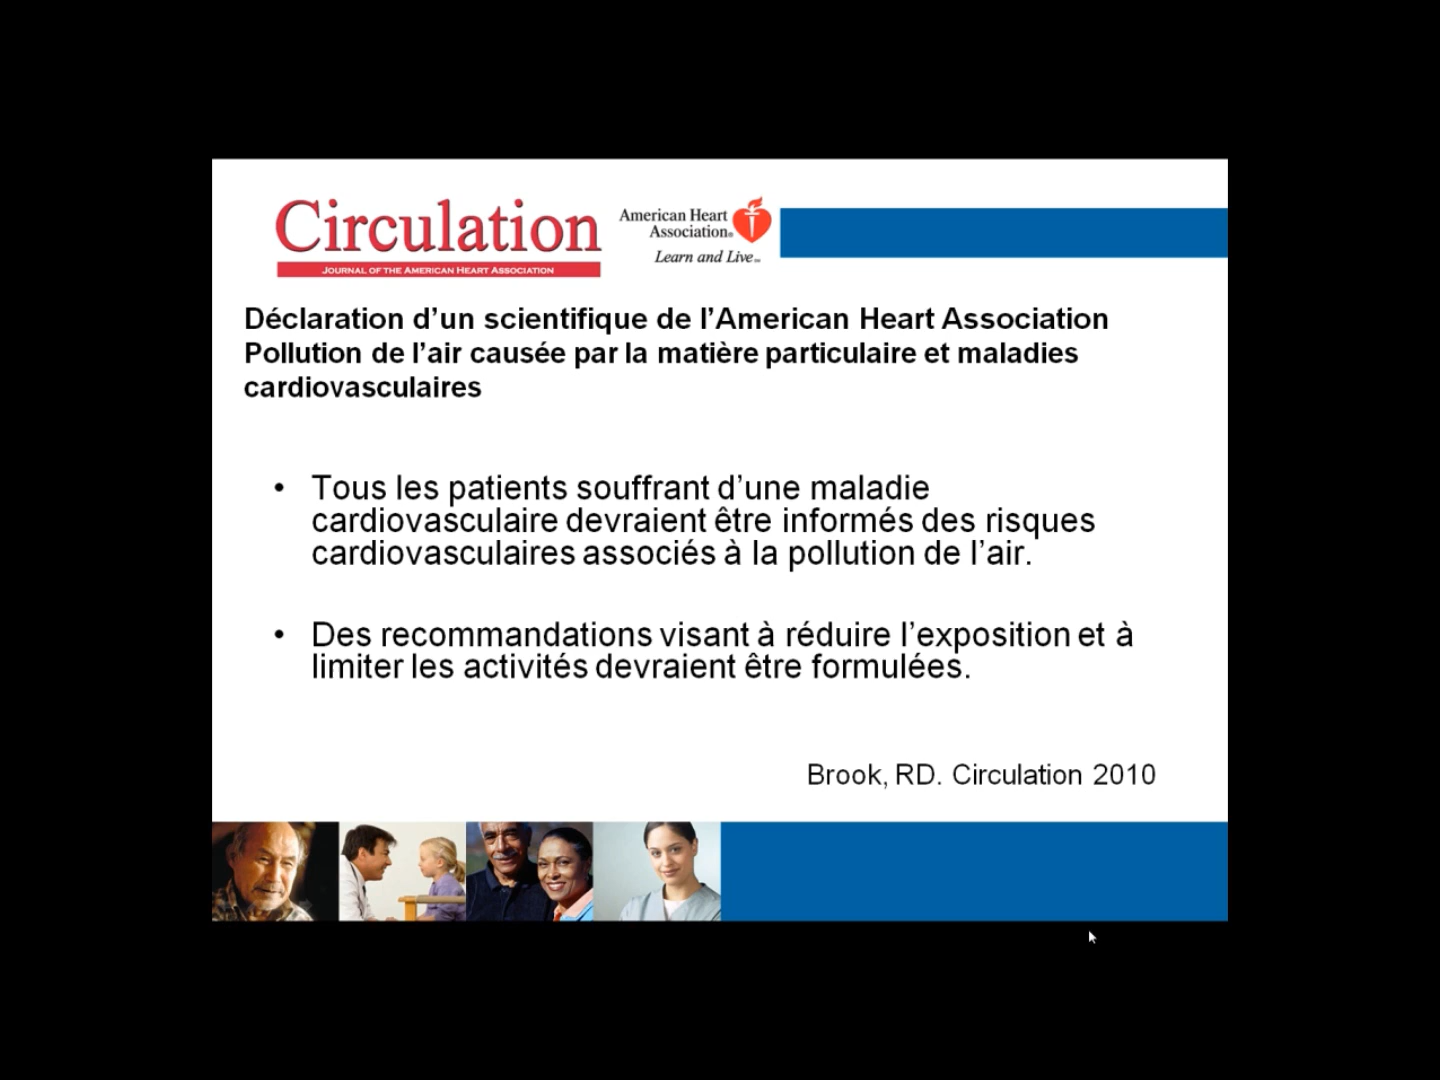 Circulation
JOURNAL OF THE AMERICAN HEART ASSOCIATION
American Heart
Association®
Learn and Live℠
Déclaration d’un scientifique de l’American Heart Association
Pollution de l’air causée par la matière particulaire et maladies
cardiovasculaires
• Tous les patients souffrant d’une maladie
cardiovasculaire devraient être informés des risques
cardiovasculaires associés à la pollution de l’air.
• Des recommandations visant à réduire l’exposition et à
limiter les activités devraient être formulées.
Brook, RD. Circulation 2010